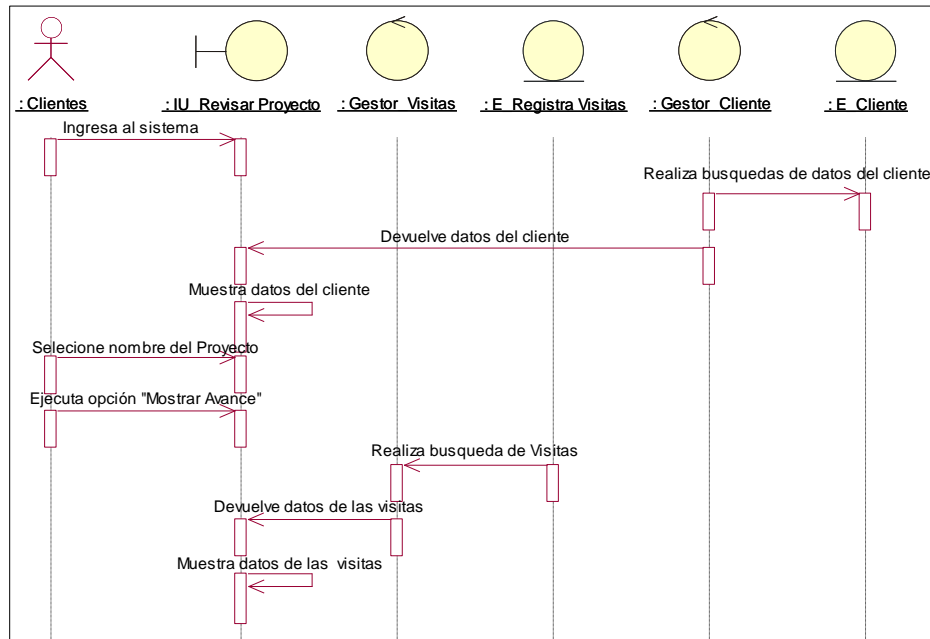 : Clientes
: IU_Revisar Proyecto
: Gestor_Visitas
: E_Registra Visitas
: Gestor_Cliente
: E_Cliente
Ingresa al sistema
Realiza busquedas de datos del cliente
Devuelve datos del cliente
Muestra datos del cliente
Selecione nombre del Proyecto
Ejecuta opción "Mostrar Avance"
Realiza busqueda de Visitas
Devuelve datos de las visitas
Muestra datos de las visitas